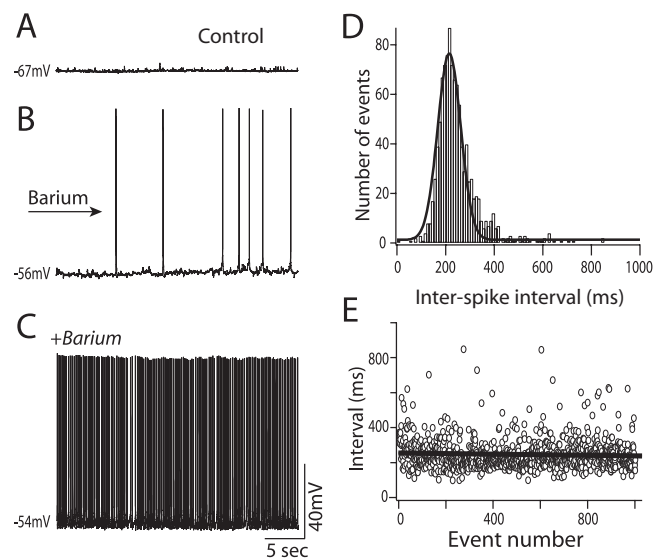 A
Control
-67mV
B
Barium
-56mV
C
+Barium
-54mV
40mV
5 sec
D
Number of events
80
60
40
20
0
0 200 400 600 800 1000
Inter-spike interval (ms)
E
Interval (ms)
800
400
0
0 400 800
Event number